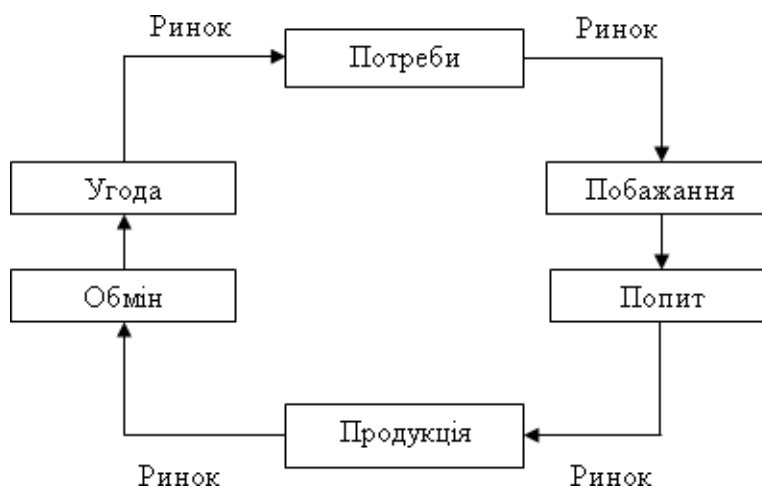 Ринок
Ринок
Потреби
Угода
Побажання
Обмін
Попит
Продукція
Ринок
Ринок